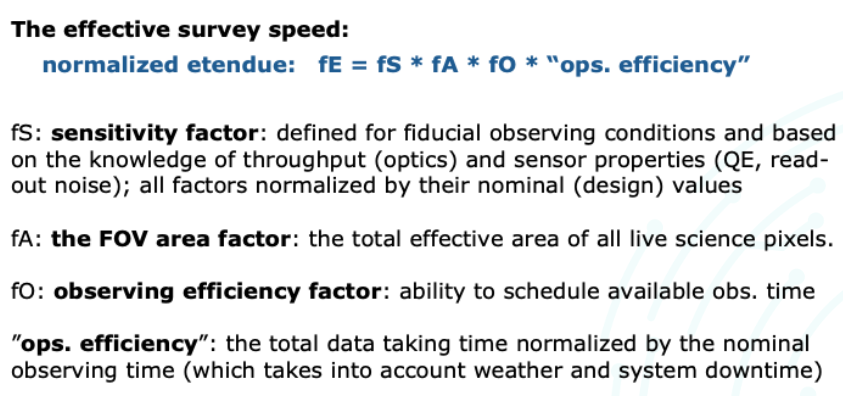 The effective survey speed:
normalized etendue: fE = fS * fA * fO * “ops. efficiency”
fS: sensitivity factor: defined for fiducial observing conditions and based
on the knowledge of throughput (optics) and sensor properties (QE, read-
out noise); all factors normalized by their nominal (design) values
fA: the FOV area factor: the total effective area of all live science pixels.
fO: observing efficiency factor: ability to schedule available obs. time
”ops. efficiency”: the total data taking time normalized by the nominal
observing time (which takes into account weather and system downtime)